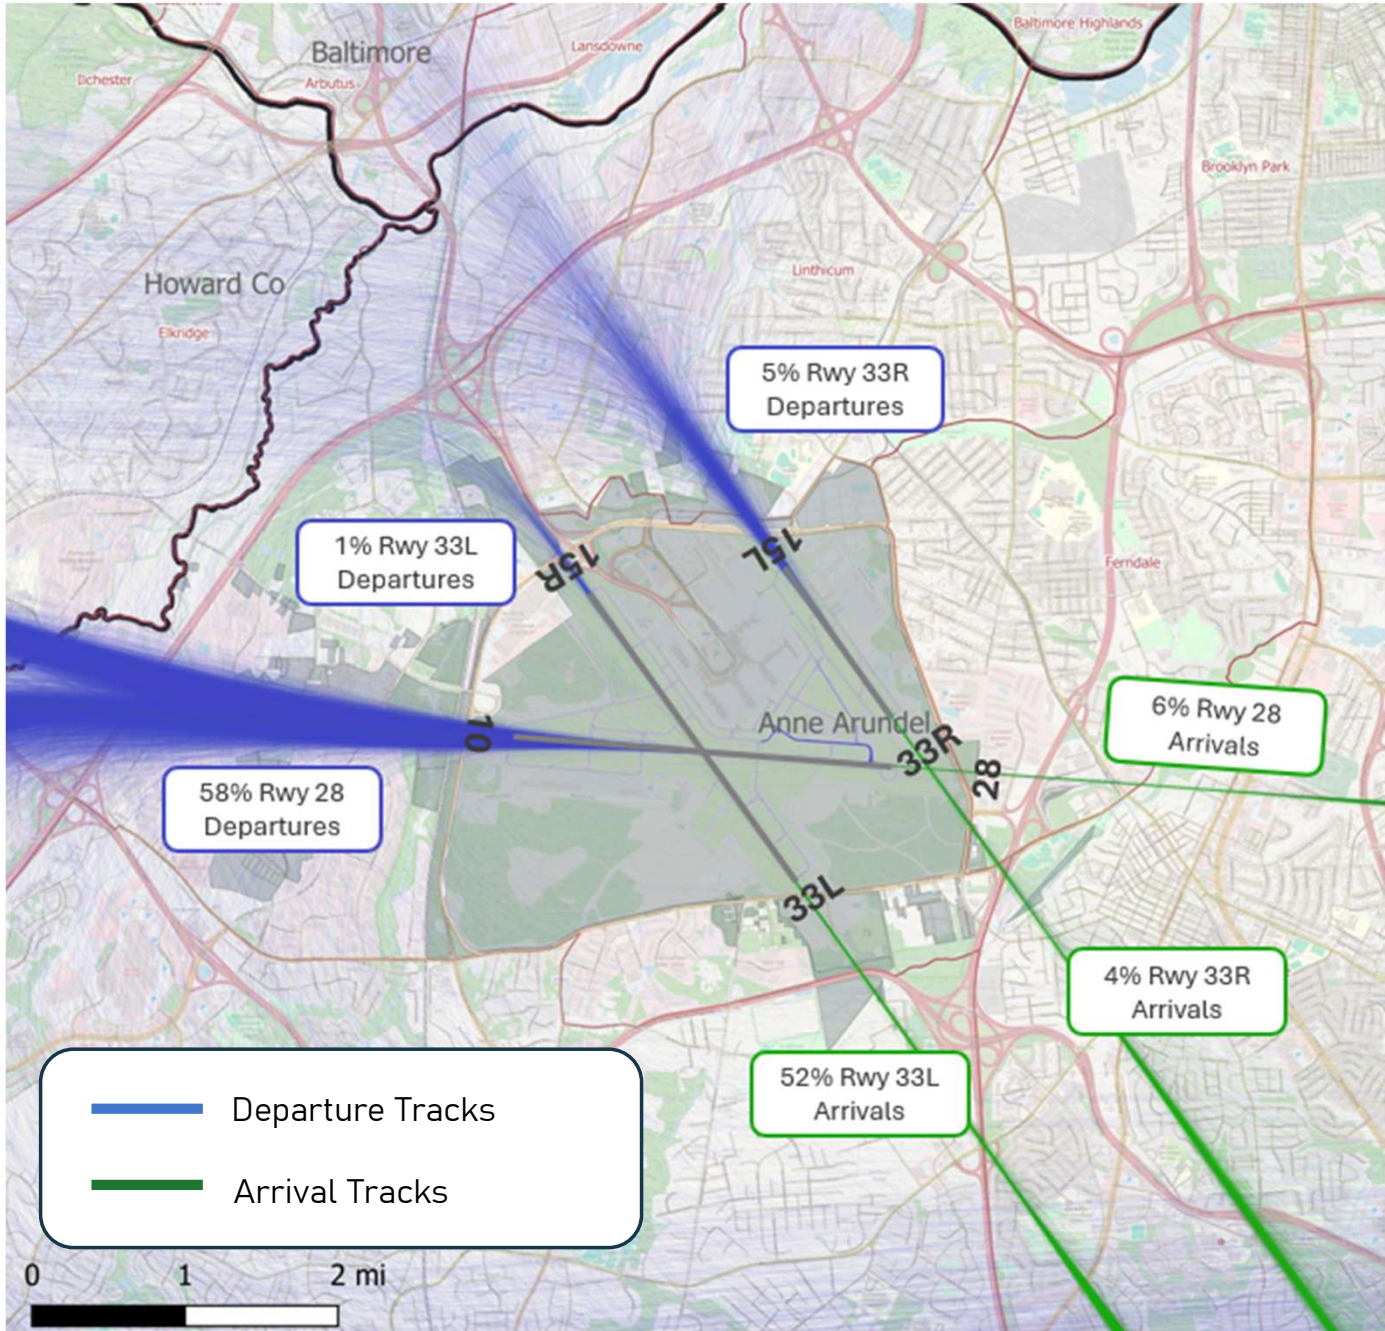 Baltimore Highlands
Baltimore
Lansdowne
Ilchester
Arbutus
Brooklyn Park
Linthicum
Howard Co
Elkridge
5% Rwy 33R
Departures
1% Rwy 33L
Departures
15R
15L
Ferndale
6% Rwy 28
Arrivals
Anne Arundel
10
33R
28
58% Rwy 28
Departures
33L
4% Rwy 33R
Arrivals
52% Rwy 33L
Arrivals
Departure Tracks
Arrival Tracks
0 1 2 mi